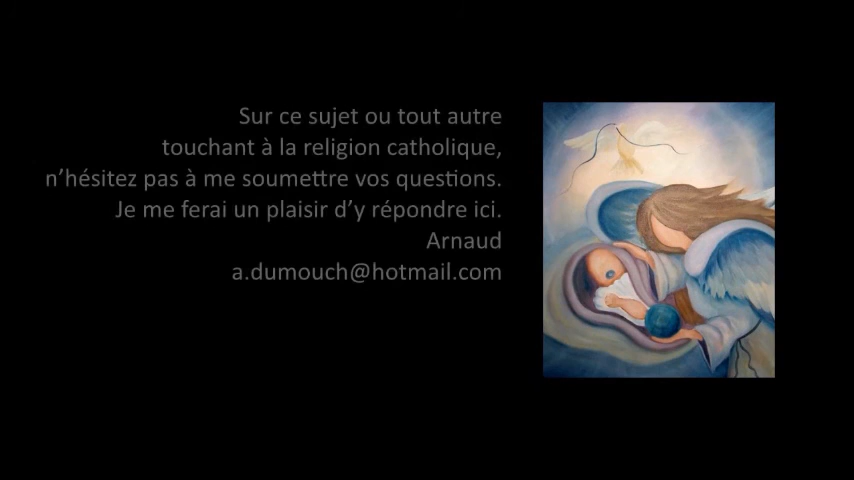 Sur ce sujet ou tout autre
touchant à la religion catholique,
n’hésitez pas à me soumettre vos questions.
Je me ferai un plaisir d’y répondre ici.
Arnaud
a.dumouch@hotmail.com